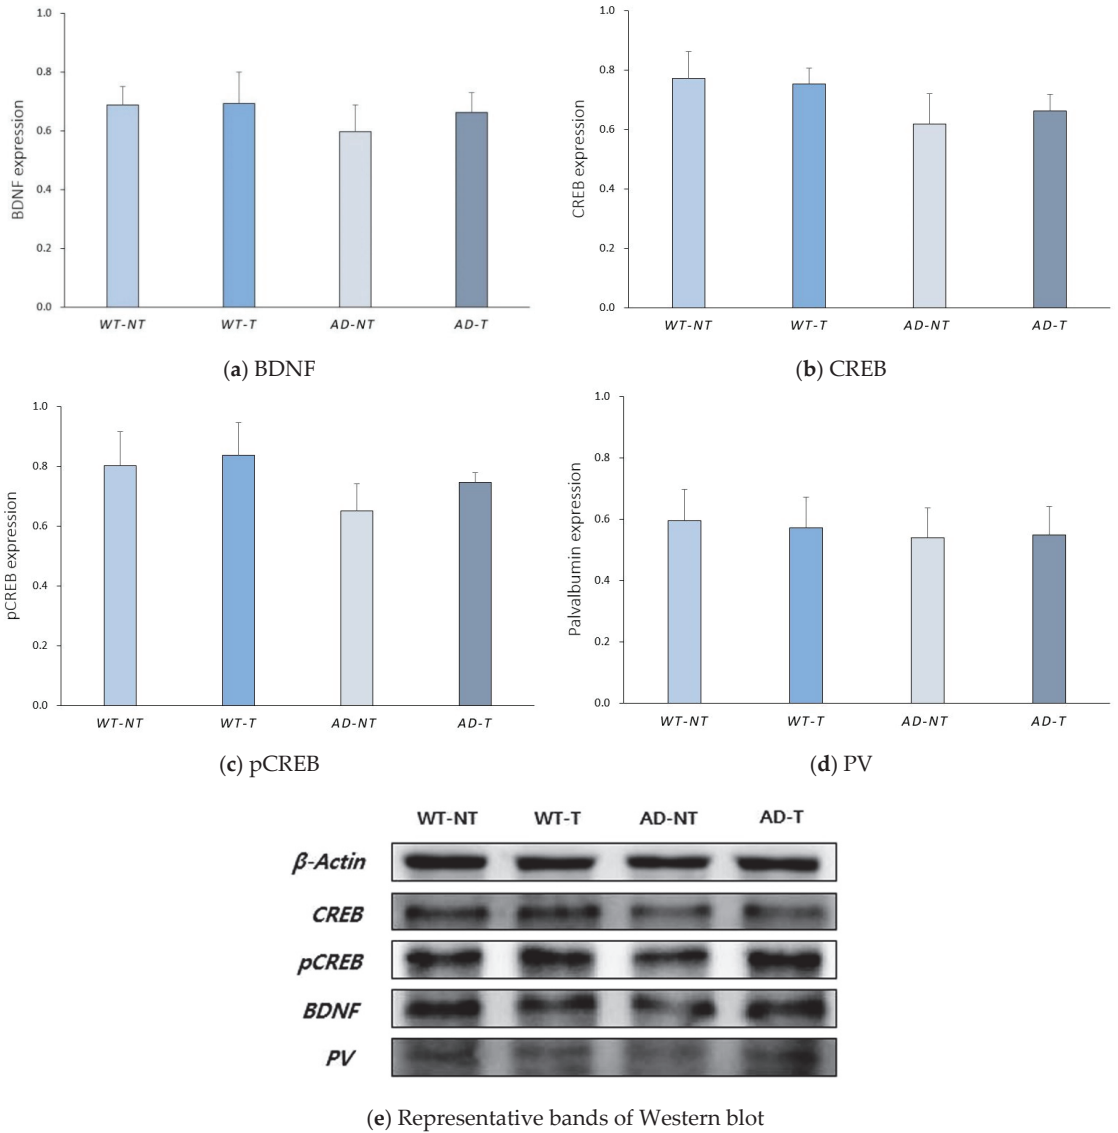 1.0
0.8
0.6
0.4
0.2
0.0
BDNF expression
WT-NT WT-T AD-NT AD-T
(a) BDNF
1.0
0.8
0.6
0.4
0.2
0.0
CREB expression
WT-NT WT-T AD-NT AD-T
(b) CREB
1.0
0.8
0.6
0.4
0.2
0.0
pCREB expression
WT-NT WT-T AD-NT AD-T
(c) pCREB
1.0
0.8
0.6
0.4
0.2
0.0
Palvalbumin expression
WT-NT WT-T AD-NT AD-T
(d) PV
WT-NT WT-T AD-NT AD-T
β-Actin
CREB
pCREB
BDNF
PV
(e) Representative bands of Western blot